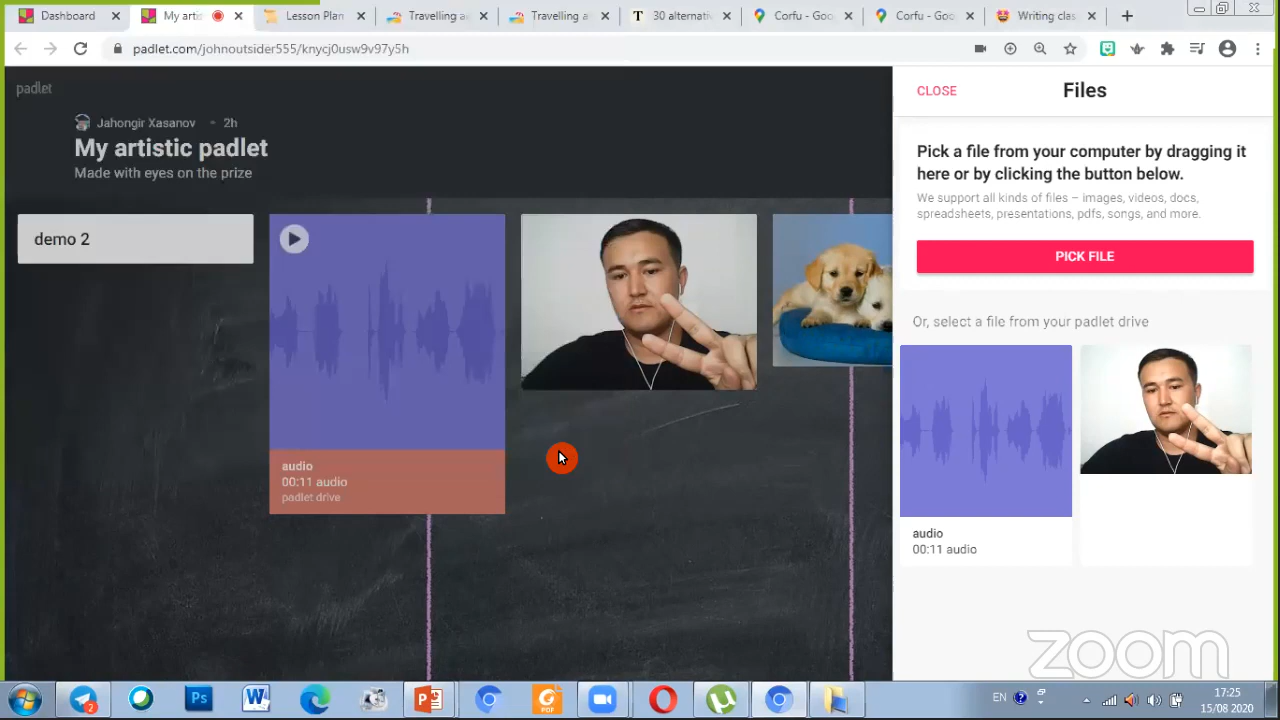 Dashboard
My artis
Lesson Plan
Travelling a
Travelling a
30 alternati
Corfu - Goo
Corfu - Goo
Writing clas
padlet.com/johnoutsider555/knycj0usw9v97y5h
padlet
Jahongir Xasanov • 2h
My artistic padlet
Made with eyes on the prize
demo 2
audio
00:11 audio
padlet drive
CLOSE
Files
Pick a file from your computer by dragging it
here or by clicking the button below.
We support all kinds of files – images, videos, docs,
spreadsheets, presentations, pdfs, songs, and more.
PICK FILE
Or, select a file from your padlet drive
audio
00:11 audio
zoom
2
Ps
EN
17:25
15/08 2020